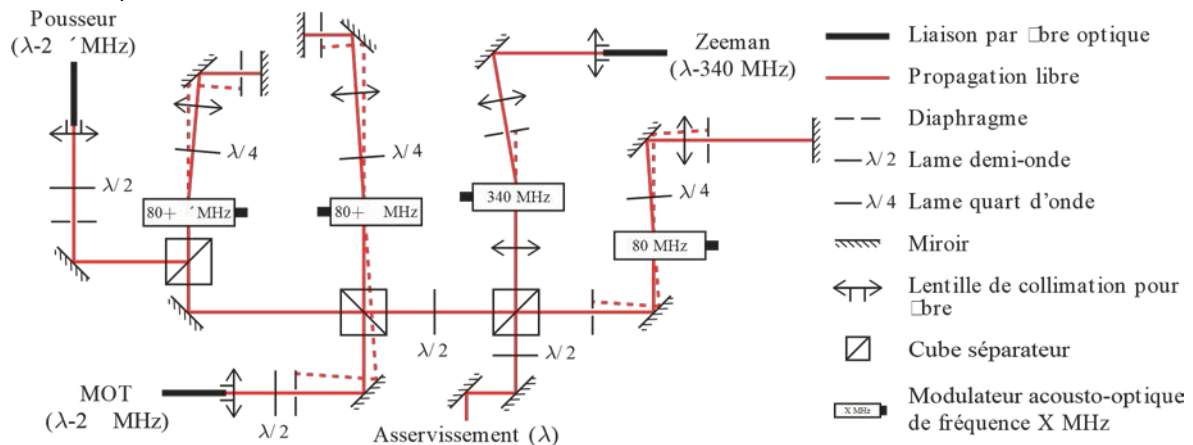 Pousseur
(λ-2 ´ MHz)
λ/2
80+ ´ MHz
λ/4
80+ MHz
λ/4
Zeeman
(λ-340 MHz)
340 MHz
λ/4
80 MHz
λ/2
λ/2
MOT
(λ-2 MHz)
λ/2
Asservissement (λ)
Liaison par □bre optique
Propagation libre
Diaphragme
λ/2 Lame demi-onde
λ/4 Lame quart d'onde
Miroir
Lentille de collimation pour
□bre
Cube séparateur
X MHz
Modulateur acousto-optique
de fréquence X MHz